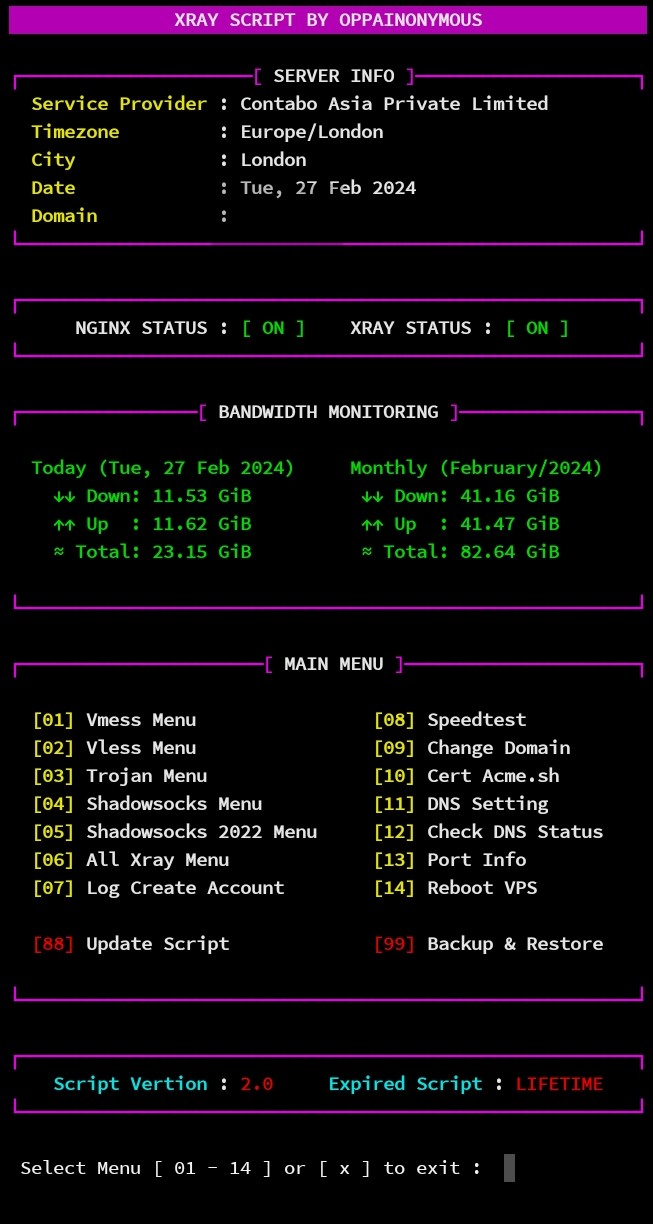 XRAY SCRIPT BY OPPAINONYMOUS
[ SERVER INFO ]
Service Provider : Contabo Asia Private Limited
Timezone : Europe/London
City : London
Date : Tue, 27 Feb 2024
Domain :
NGINX STATUS : [ ON ] XRAY STATUS : [ ON ]
[ BANDWIDTH MONITORING ]
Today (Tue, 27 Feb 2024) Monthly (February/2024)
↓↓ Down: 11.53 GiB ↓↓ Down: 41.16 GiB
↑↑ Up : 11.62 GiB ↑↑ Up : 41.47 GiB
≈ Total: 23.15 GiB ≈ Total: 82.64 GiB
[ MAIN MENU ]
[01] Vmess Menu [08] Speedtest
[02] Vless Menu [09] Change Domain
[03] Trojan Menu [10] Cert Acme.sh
[04] Shadowsocks Menu [11] DNS Setting
[05] Shadowsocks 2022 Menu [12] Check DNS Status
[06] All Xray Menu [13] Port Info
[07] Log Create Account [14] Reboot VPS
[88] Update Script [99] Backup & Restore
Script Vertion : 2.0 Expired Script : LIFETIME
Select Menu [ 01 - 14 ] or [ x ] to exit :